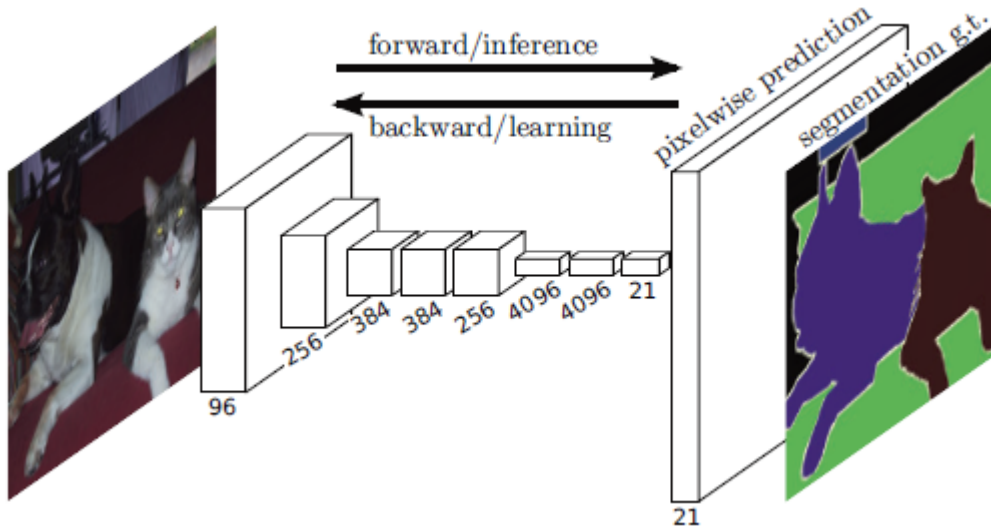 forward/inference
backward/learning
pixelwise prediction
segmentation g.t.
96
256
384
384
256
4096
4096
21
21